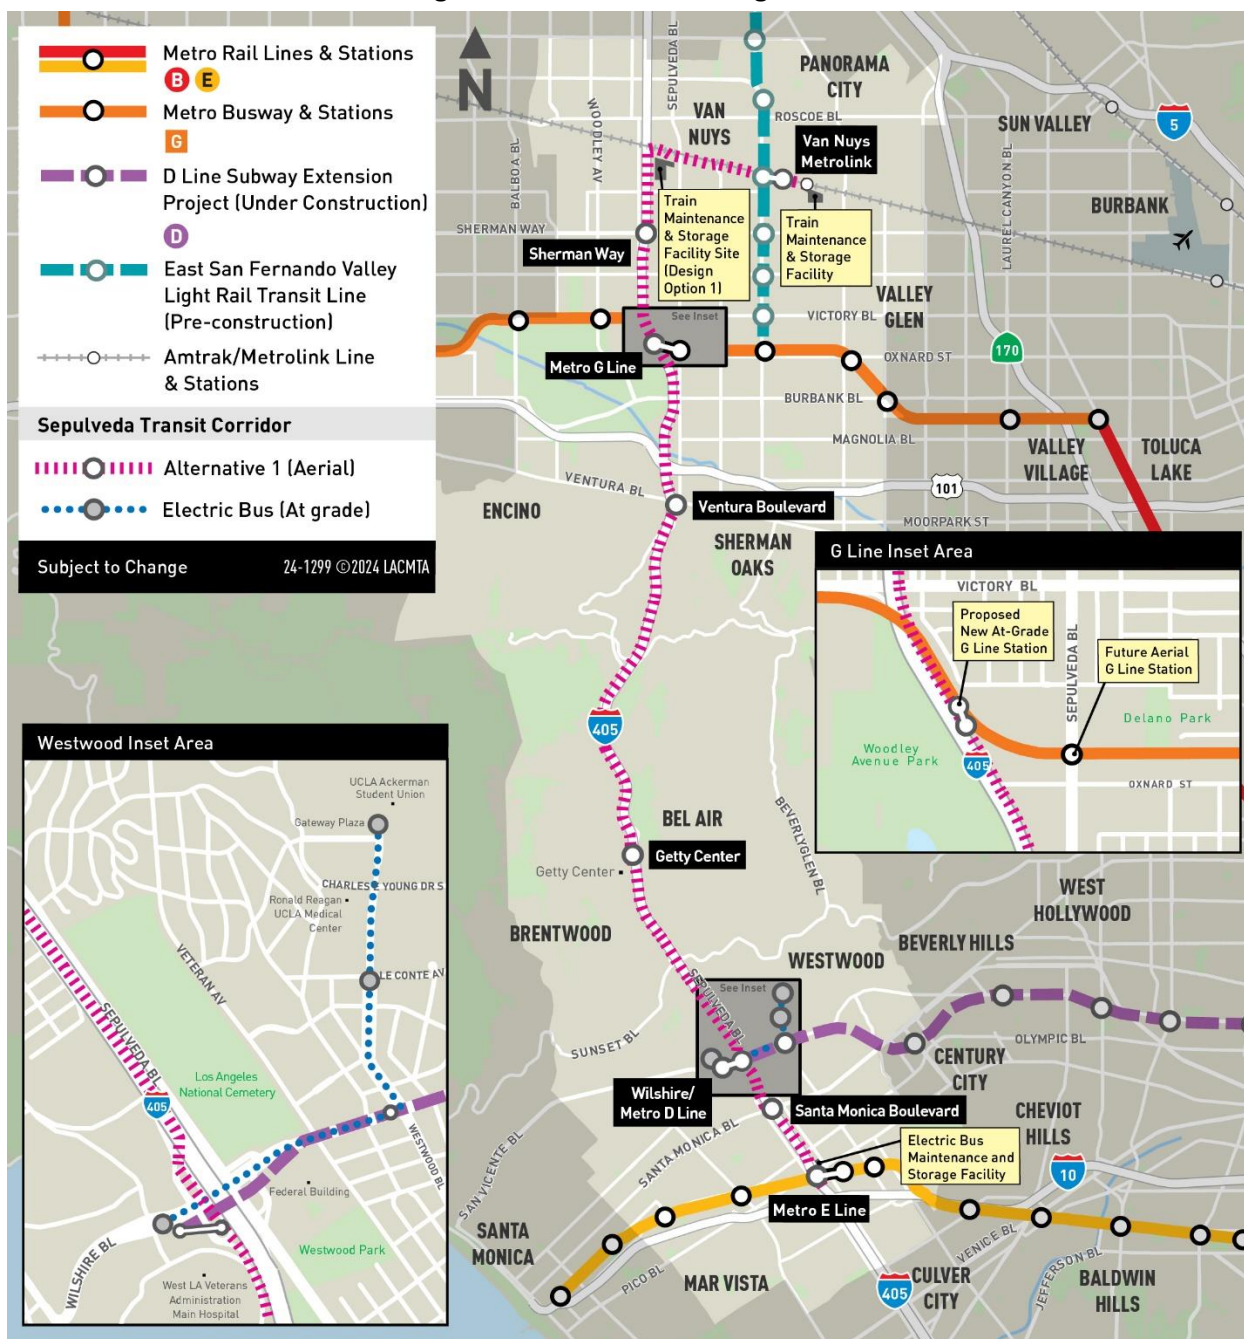 Metro Rail Lines & Stations
B E
Metro Busway & Stations
G
D Line Subway Extension
Project (Under Construction)
D
East San Fernando Valley
Light Rail Transit Line
(Pre-construction)
Amtrak/Metrolink Line
& Stations
Sepulveda Transit Corridor
Alternative 1 (Aerial)
Electric Bus (At grade)
Subject to Change
24-1299 ©2024 LACMTA
N
SEPULVEDA BL
WOODLEY AV
BALBOA BL
SHERMAN WAY
VAN
NUYS
PANORAMA
CITY
ROSCOE BL
Van Nuys
Metrolink
SUN VALLEY
5
LAUREL CANYON BL
BURBANK
Train
Maintenance
& Storage
Facility Site
(Design
Option 1)
Train
Maintenance
& Storage
Facility
Sherman Way
See Inset
VALLEY
GLEN
VICTORY BL
Metro G Line
OXNARD ST
170
BURBANK BL
MAGNOLIA BL
VALLEY
VILLAGE
TOLUCA
LAKE
VENTURA BL
101
ENCINO
Ventura Boulevard
MOORPARK ST
SHERMAN
OAKS
G Line Inset Area
VICTORY BL
Proposed
New At-Grade
G Line Station
SEPULVEDA BL
Future Aerial
G Line Station
Delano Park
Woodley
Avenue Park
405
OXNARD ST
405
BEL AIR
BEVERLYGLEN BL
Getty Center
Getty Center
BRENTWOOD
WEST
HOLLYWOOD
BEVERLY HILLS
WESTWOOD
See Inset
SEPULVEDA BL
SUNSET BL
OLYMPIC BL
CENTURY
CITY
Wilshire/
Metro D Line
Santa Monica Boulevard
CHEVIOT
HILLS
SANTA MONICA BL
Electric Bus
Maintenance and
Storage Facility
10
SAN VICENTE BL
Metro E Line
SANTA
MONICA
PICO BL
MAR VISTA
VENICE BL
405
CULVER
CITY
JEFFERSON BL
BALDWIN
HILLS
Westwood Inset Area
UCLA Ackerman
Student Union
Gateway Plaza
CHARLES E YOUNG DR S
Ronald Reagan
UCLA Medical
Center
VETERAN AV
LE CONTE AV
SEPULVEDA BL
Los Angeles
National Cemetery
405
WESTWOOD BL
Federal Building
Westwood Park
WILSHIRE BL
West LA Veterans
Administration
Main Hospital